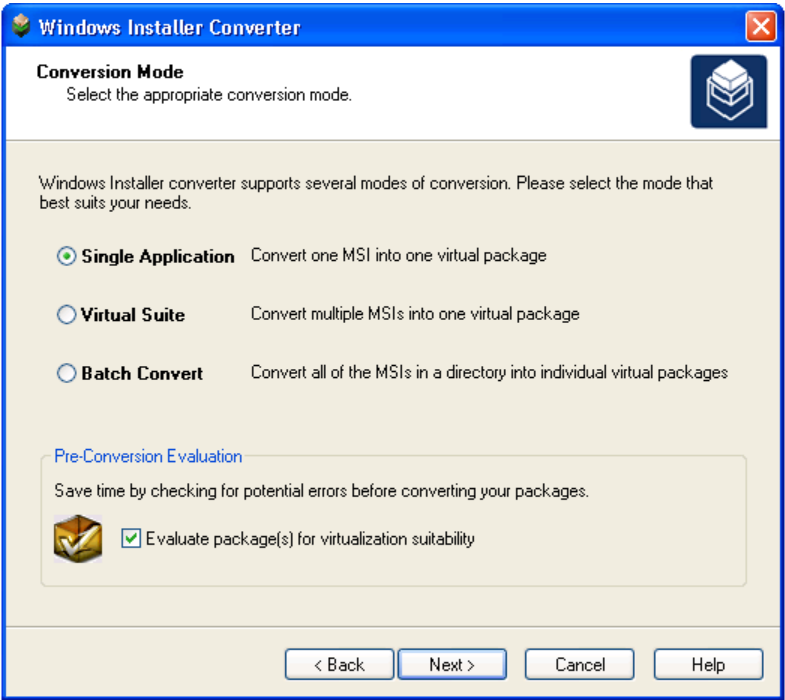 Windows Installer Converter
Conversion Mode
Select the appropriate conversion mode.
Windows Installer converter supports several modes of conversion. Please select the mode that
best suits your needs.
Single Application Convert one MSI into one virtual package
Virtual Suite Convert multiple MSIs into one virtual package
Batch Convert Convert all of the MSIs in a directory into individual virtual packages
Pre-Conversion Evaluation
Save time by checking for potential errors before converting your packages.
Evaluate package(s) for virtualization suitability
< Back Next > Cancel Help